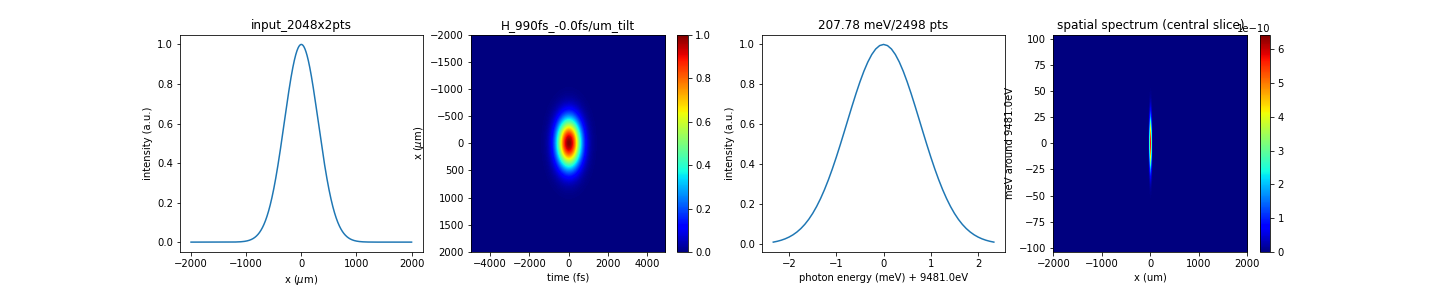 input_2048x2pts
intensity (a.u.)
1.0
0.8
0.6
0.4
0.2
0.0
−2000 −1000 0 1000 2000
x (μm)
H_990fs_-0.0fs/um_tilt
x (μm)
−2000
−1500
−1000
−500
0
500
1000
1500
2000
−4000 −2000 0 2000 4000
time (fs)
1.0
0.8
0.6
0.4
0.2
0.0
207.78 meV/2498 pts
intensity (a.u.)
1.0
0.8
0.6
0.4
0.2
0.0
−2 −1 0 1 2
photon energy (meV) + 9481.0eV
spatial spectrum (central slice)
1e−10
meV around 9481.0eV
100
75
50
25
0
−25
−50
−75
−100
−2000 −1000 0 1000 2000
x (um)
6
5
4
3
2
1
0